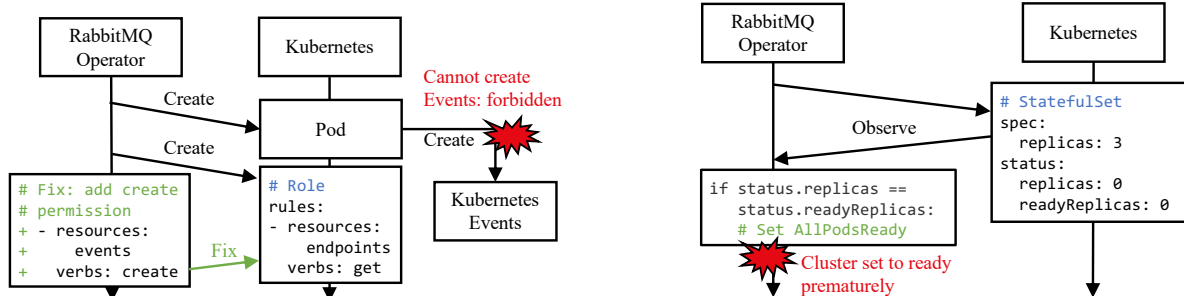 RabbitMQ
Operator
Kubernetes
Create
Cannot create
Events: forbidden
Pod
Create
Create
# Fix: add create
# permission
+ - resources:
+ events
+ verbs: create
Fix
# Role
rules:
- resources:
endpoints
verbs: get
Kubernetes
Events
RabbitMQ
Operator
Kubernetes
Observe
# StatefulSet
spec:
replicas: 3
status:
replicas: 0
readyReplicas: 0
if status.replicas ==
status.readyReplicas:
# Set AllPodsReady
Cluster set to ready
prematurely